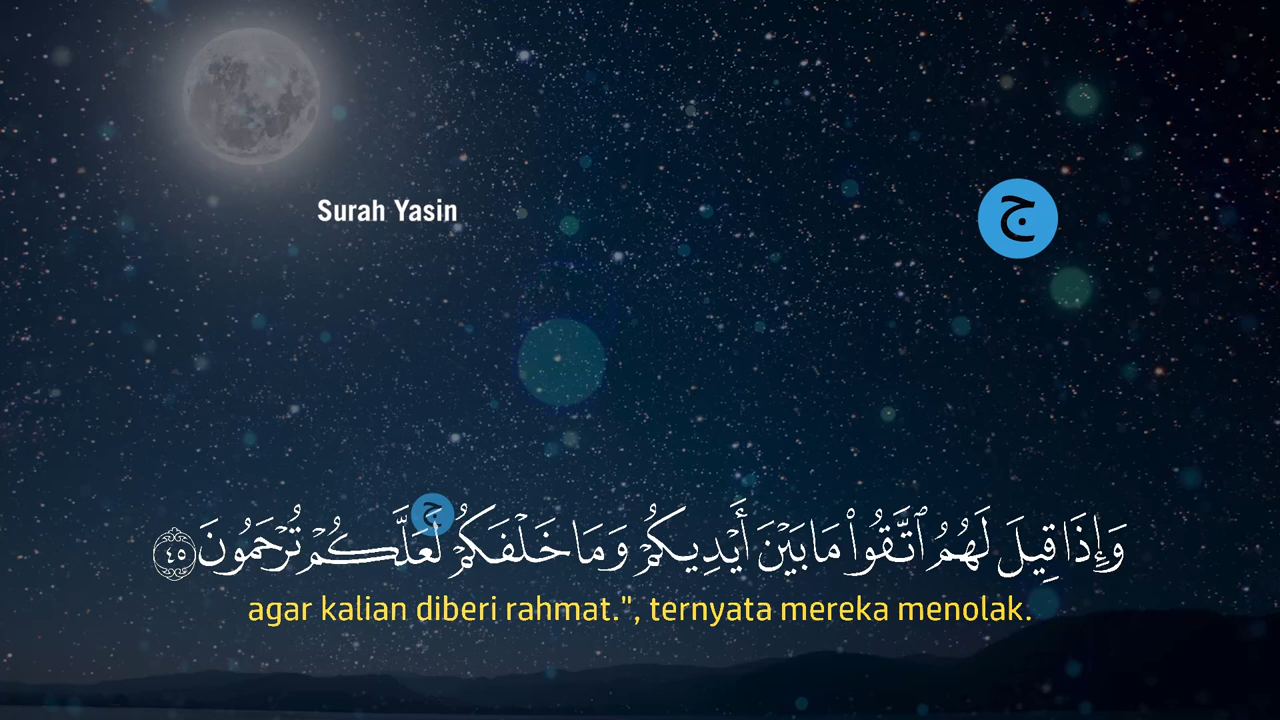 Surah Yasin
ج
وَإِذَا قِيلَ لَهُمُ ٱتَّقُوا۟ مَا بَيْنَ أَيْدِيكُمْ وَمَا خَلْفَكُمْ ج لَعَلَّكُمْ تُرْحَمُونَ ٤٥
agar kalian diberi rahmat.", ternyata mereka menolak.